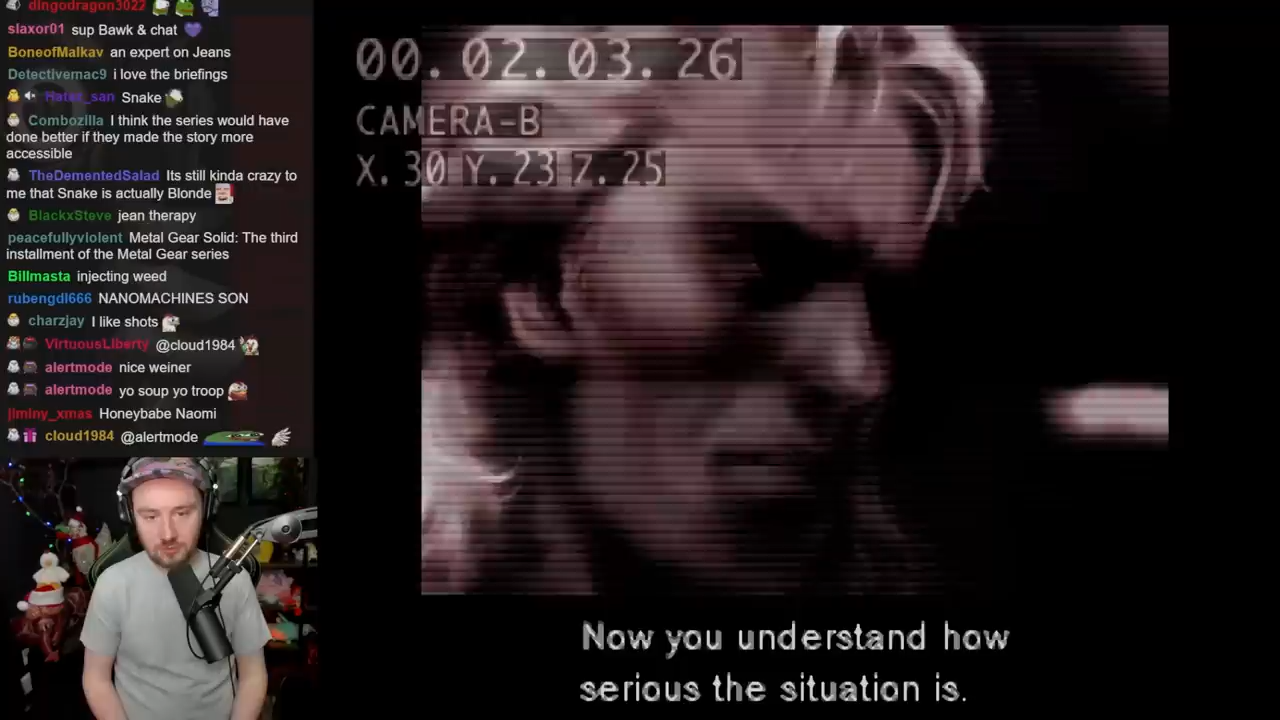 dingodragon3022
slaxor01 sup Bawk & chat
BoneofMalkav an expert on Jeans
Detectivemac9 i love the briefings
Hatez_san Snake
Combozilla I think the series would have
done better if they made the story more
accessible
TheDementedSalad Its still kinda crazy to
me that Snake is actually Blonde
BlackxSteve jean therapy
peacefullyviolent Metal Gear Solid: The third
installment of the Metal Gear series
Billmasta injecting weed
rubengdl666 NANOMACHINES SON
charzjay I like shots
VirtuousLiberty @cloud1984
alertmode nice weiner
alertmode yo soup yo troop
jiminy_xmas Honeybabe Naomi
cloud1984 @alertmode
00.02.03.26
CAMERA-B
X.30 Y.23 Z.25
Now you understand how
serious the situation is.